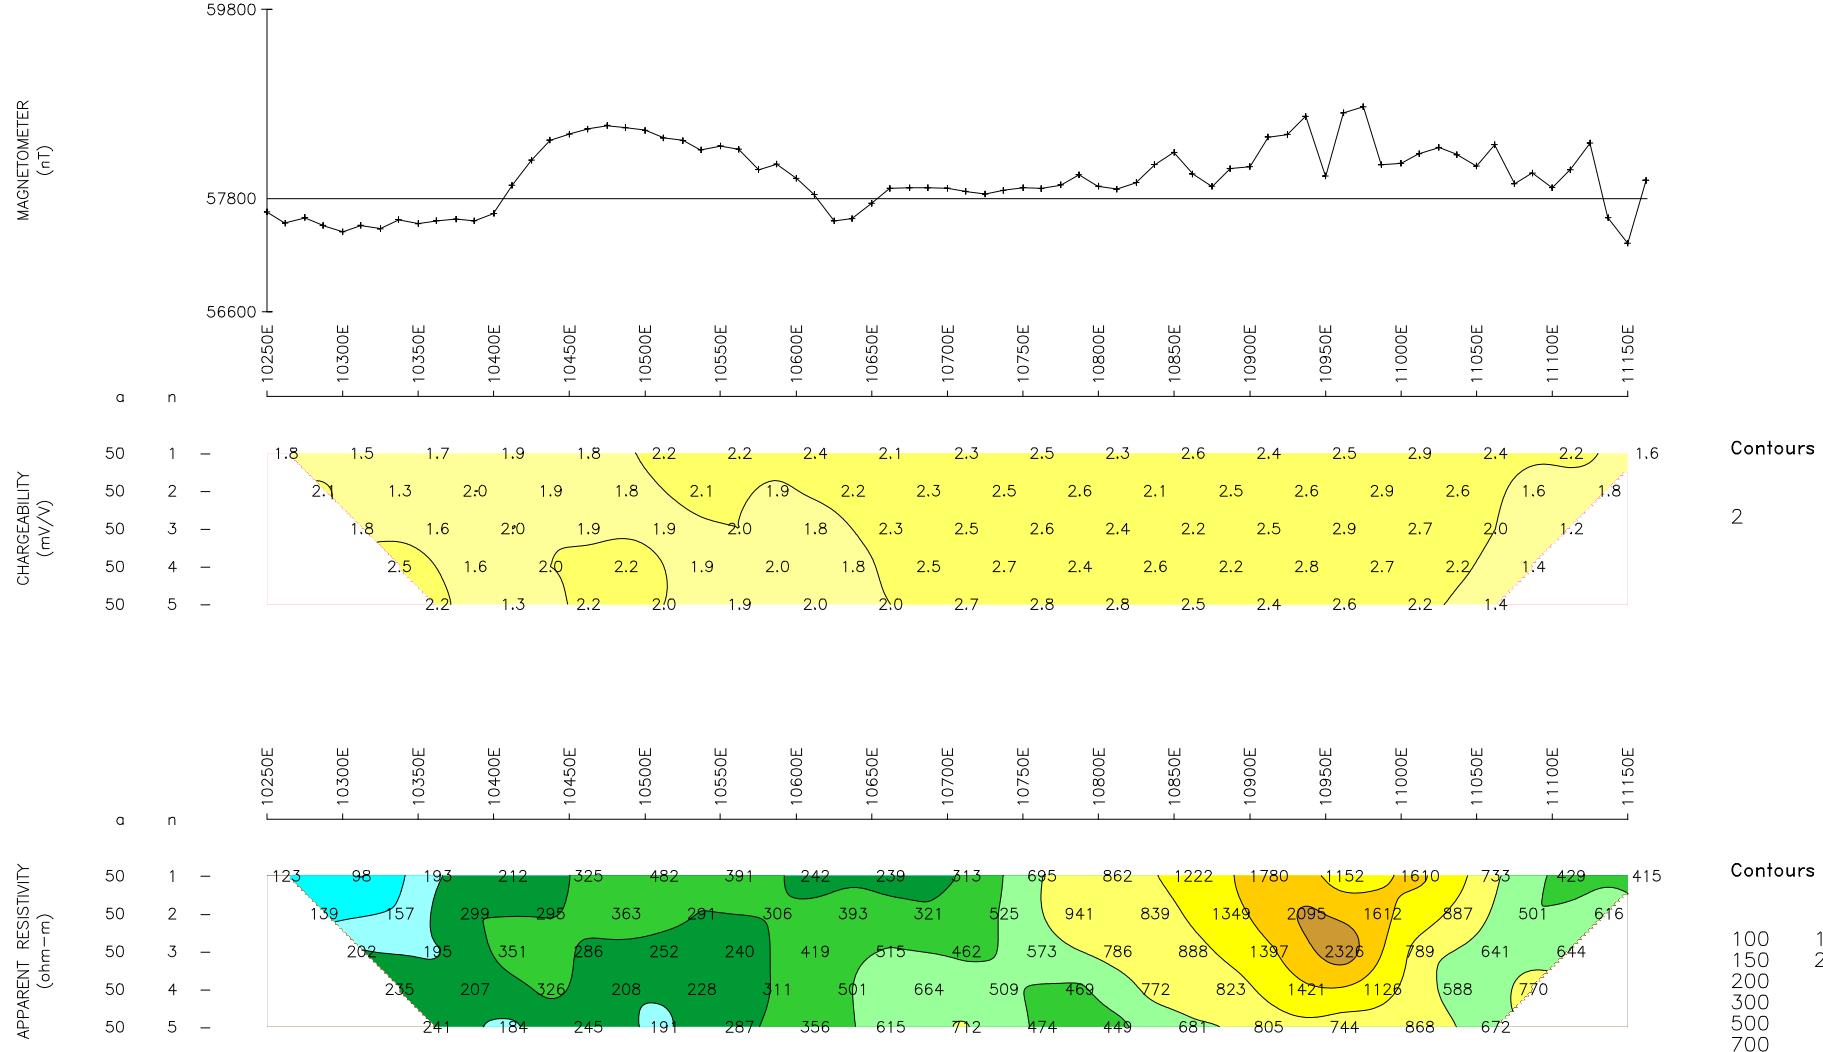 59800
MAGNETOMETER
(nT)
57800
56600
10250E 10300E 10350E 10400E 10450E 10500E 10550E 10600E 10650E 10700E 10750E 10800E 10850E 10900E 10950E 11000E 11050E 11100E 11150E
a n
CHARGEABILITY
(mV/V)
50 1 – 1.8 1.5 1.7 1.9 1.8 2.2 2.2 2.4 2.1 2.3 2.5 2.3 2.6 2.4 2.5 2.9 2.4 2.2 1.6
50 2 – 2.1 1.3 2.0 1.9 1.8 2.1 1.9 2.2 2.3 2.5 2.6 2.1 2.5 2.6 2.9 2.6 1.6 1.8
50 3 – 1.8 1.6 2.0 1.9 1.9 2.0 1.8 2.3 2.5 2.6 2.4 2.2 2.5 2.9 2.7 2.0 1.2
50 4 – 2.5 1.6 2.0 2.2 1.9 2.0 1.8 2.5 2.7 2.4 2.6 2.2 2.8 2.7 2.2 1.4
50 5 – 2.2 1.3 2.2 2.0 1.9 2.0 2.0 2.7 2.8 2.8 2.5 2.4 2.6 2.2 1.4
Contours
2
10250E 10300E 10350E 10400E 10450E 10500E 10550E 10600E 10650E 10700E 10750E 10800E 10850E 10900E 10950E 11000E 11050E 11100E 11150E
a n
APPARENT RESISTIVITY
(ohm-m)
50 1 – 123 98 193 212 325 482 391 242 239 313 695 862 1222 1780 1152 1610 733 429 415
50 2 – 139 157 299 295 363 291 306 393 321 525 941 839 1349 2095 1612 887 501 616
50 3 – 202 195 351 286 252 240 419 515 462 573 786 888 1397 2326 789 641 644
50 4 – 235 207 326 208 228 311 501 664 509 469 772 823 1421 1126 588 770
50 5 – 241 184 245 191 287 356 615 712 474 449 681 805 744 868 672
Contours
100 1
150 2
200
300
500
700